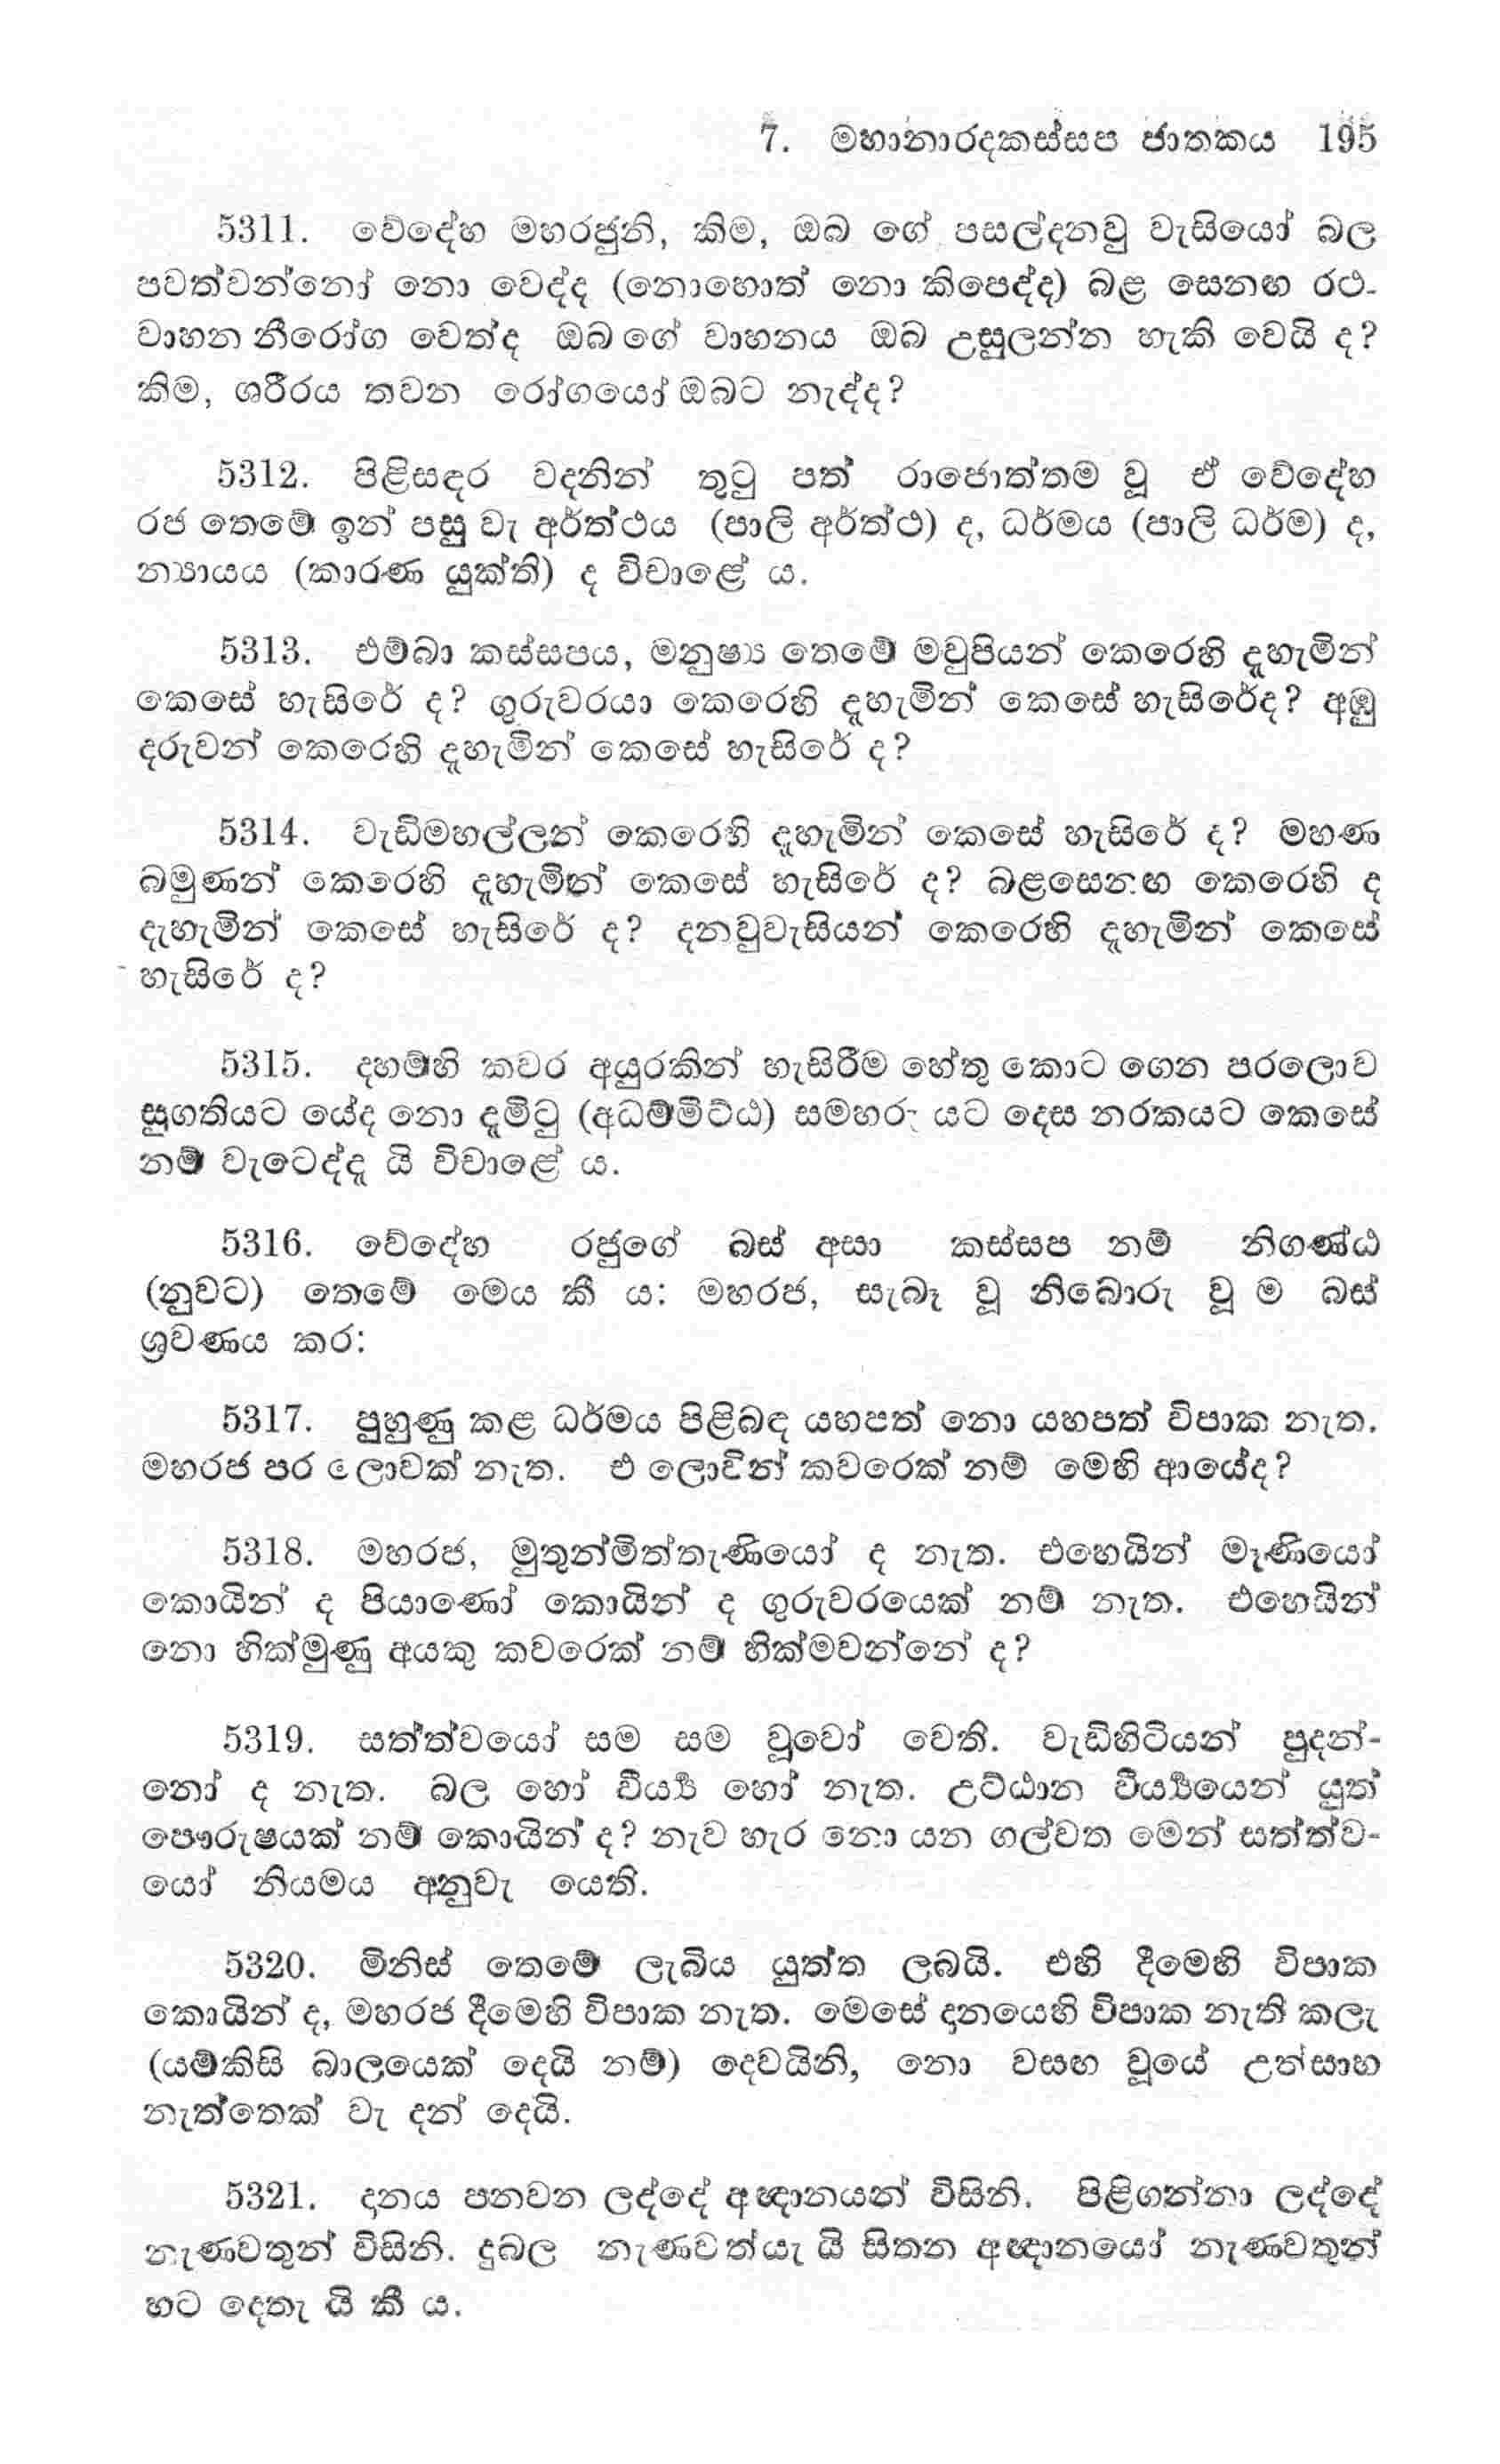 7. මහානාරදකස්සප ජාතකය 195
5311. වේදේහ මහරජුනි, කිම, ඔබ ගේ පසල්දනවු වැසියෝ බල
පවත්වන්නෝ නො වෙද්ද (නොහොත් නො කිපෙද්ද) බළ සෙනඟ රථ-
වාහන නීරෝග වෙත්ද ඔබ ගේ වාහනය ඔබ උසුලන්න හැකි වෙයි ද?
කිම, ශරීරය තවන රෝගයෝ ඔබට නැද්ද?
5312. පිළිසඳර වදනින් තුටු පත් රාජොත්තම වූ ඒ වේදේහ
රජ තෙමේ ඉන් පසු වැ අර්ත්ථය (පාලි අර්ත්ථ) ද, ධර්මය (පාලි ධර්ම) ද,
න්‍යායය (කාරණ යුක්ති) ද විචාළේ ය.
5313. එම්බා කස්සපය, මනුෂ්‍ය තෙමේ මවුපියන් කෙරෙහි දැහැමින්
කෙසේ හැසිරේ ද? ගුරුවරයා කෙරෙහි දැහැමින් කෙසේ හැසිරේද? අඹු
දරුවන් කෙරෙහි දැහැමින් කෙසේ හැසිරේ ද?
5314. වැඩිමහල්ලන් කෙරෙහි දැහැමින් කෙසේ හැසිරේ ද? මහණ
බමුණන් කෙරෙහි දැහැමින් කෙසේ හැසිරේ ද? බළසෙනඟ කෙරෙහි ද
දැහැමින් කෙසේ හැසිරේ ද? දනවුවැසියන් කෙරෙහි දැහැමින් කෙසේ
හැසිරේ ද?
5315. දහම්හි කවර අයුරකින් හැසිරීම හේතු කොට ගෙන පරලොව
සුගතියට යේද නො දැමිටු (අධම්මිට්ඨ) සමහරු යට දෙස නරකයට කෙසේ
නම් වැටෙද්දැ යි විචාළේ ය.
5316. වේදේහ රජුගේ බස් අසා කස්සප නම් නිගණ්ඨ
(නුවට) තෙමේ මෙය කී ය: මහරජ, සැබෑ වූ නිබොරු වූ ම බස්
ශ්‍රවණය කර:
5317. පුහුණු කළ ධර්මය පිළිබඳ යහපත් නො යහපත් විපාක නැත.
මහරජ පර ලොවක් නැත. එ ලොවින් කවරෙක් නම් මෙහි ආයේද?
5318. මහරජ, මුතුන්මිත්තැණියෝ ද නැත. එහෙයින් මෑණියෝ
කොයින් ද පියාණෝ කොයින් ද ගුරුවරයෙක් නම් නැත. එහෙයින්
නො හික්මුණු අයකු කවරෙක් නම් හික්මවන්නේ ද?
5319. සත්ත්වයෝ සම සම වූවෝ වෙති. වැඩිහිටියන් පුදන්-
නෝ ද නැත. බල හෝ වීර්‍ය්‍ය හෝ නැත. උට්ඨාන වීර්‍ය්‍යයෙන් යුත්
පෞරුෂයක් නම් කොයින් ද? නැව හැර නො යන ගල්වත මෙන් සත්ත්ව-
යෝ නියමය අනුවැ යෙති.
5320. මිනිස් තෙමේ ලැබිය යුත්ත ලබයි. එහි දීමෙහි විපාක
කොයින් ද, මහරජ දීමෙහි විපාක නැත. මෙසේ දානයෙහි විපාක නැති කලැ
(යම්කිසි බාලයෙක් දෙයි නම්) දෙවයිනි, නො වසඟ වූයේ උත්සාහ
නැත්තෙක් වැ දන් දෙයි.
5321. දානය පනවන ලද්දේ අඥානයන් විසිනි. පිළිගන්නා ලද්දේ
නැණවතුන් විසිනි. දුබල නැණවත්යැ යි සිතන අඥානයෝ නැණවතුන්
හට දෙතැ යි කී ය.